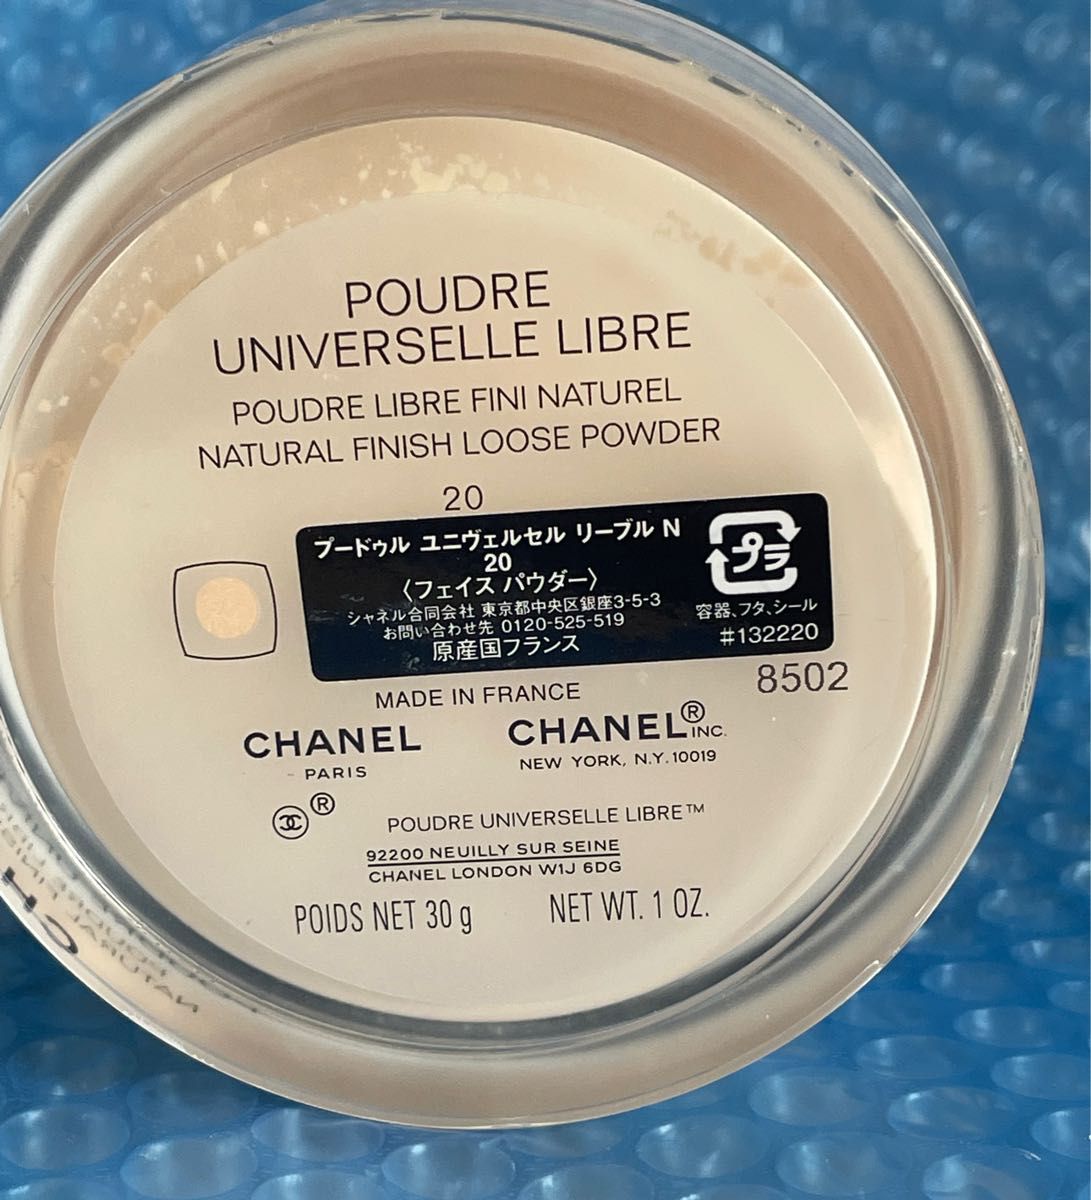 POUDRE
UNIVERSELLE LIBRE
POUDRE LIBRE FINI NATUREL
NATURAL FINISH LOOSE POWDER
20
プードゥル ユニヴェルセル リーブル N
20
〈フェイス パウダー〉
シャネル合同会社 東京都中央区銀座3-5-3
お問い合わせ先 0120-525-519
原産国フランス
プラ
容器、フタ、シール
#132220
8502
MADE IN FRANCE
CHANEL
PARIS
CHANEL® INC.
NEW YORK, N.Y. 10019
®
POUDRE UNIVERSELLE LIBRE™
92200 NEUILLY SUR SEINE
CHANEL LONDON W1J 6DG
POIDS NET 30 g
NET WT. 1 OZ.